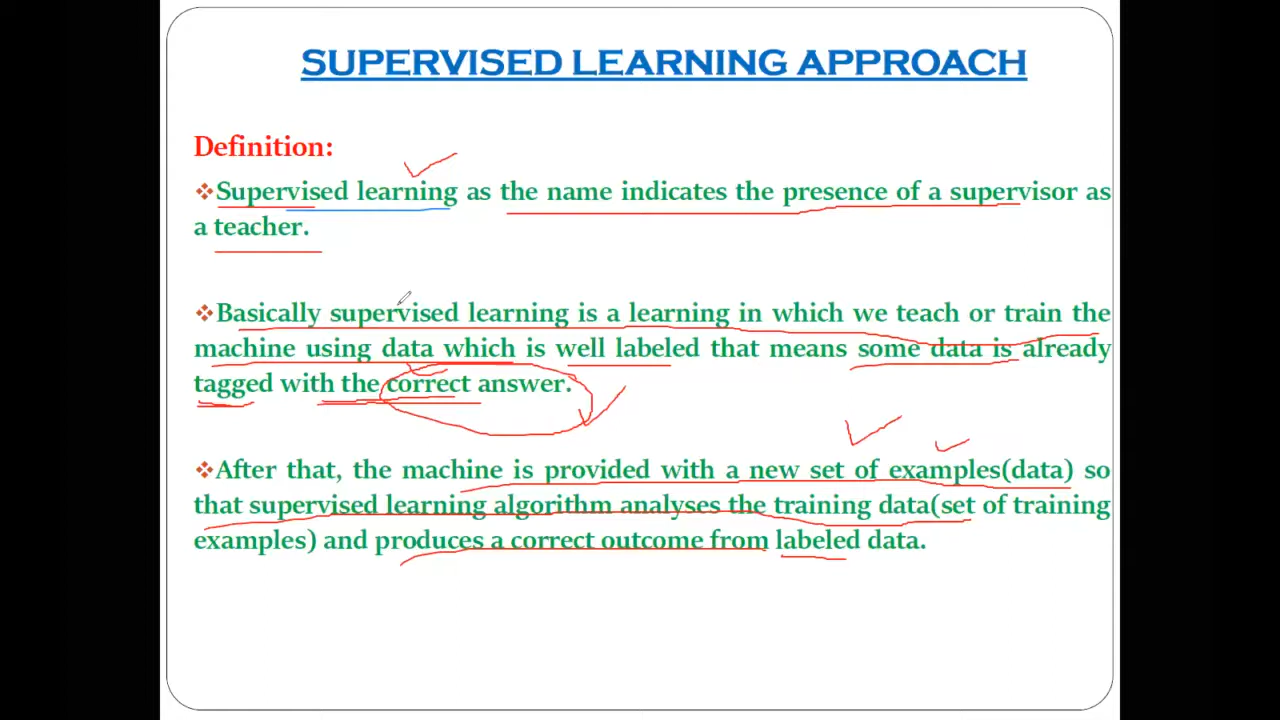 SUPERVISED LEARNING APPROACH
Definition:
❖Supervised learning as the name indicates the presence of a supervisor as
a teacher.
❖Basically supervised learning is a learning in which we teach or train the
machine using data which is well labeled that means some data is already
tagged with the correct answer.
❖After that, the machine is provided with a new set of examples(data) so
that supervised learning algorithm analyses the training data(set of training
examples) and produces a correct outcome from labeled data.